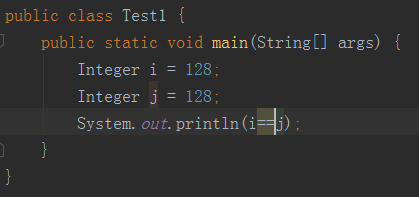 public class Test1 {
    public static void main(String[] args) {
        Integer i = 128;
        Integer j = 128;
        System.out.println(i==j);
    }
}